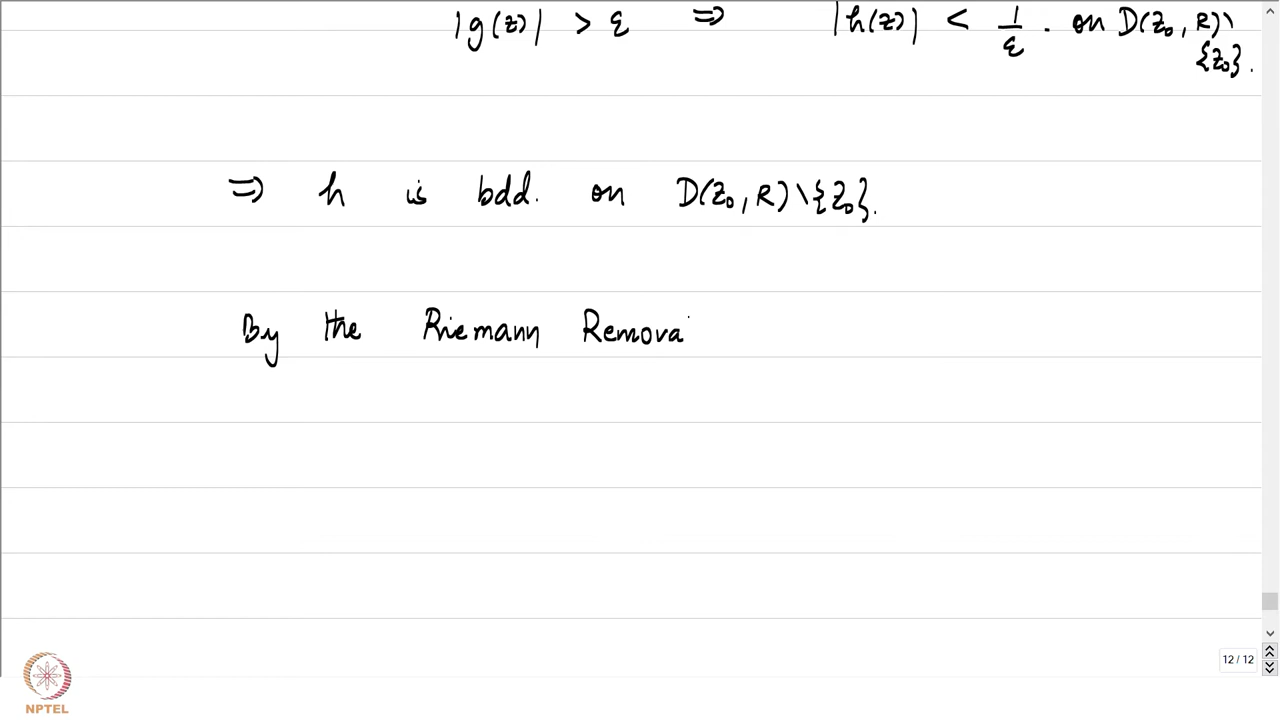 |g(z)| > ε ⇒ |h(z)| < 1/ε . on D(z₀, R)\
{z₀}.
⇒ h is bdd. on D(z₀, R)\{z₀}.
By the Riemann Remova
12 / 12
NPTEL